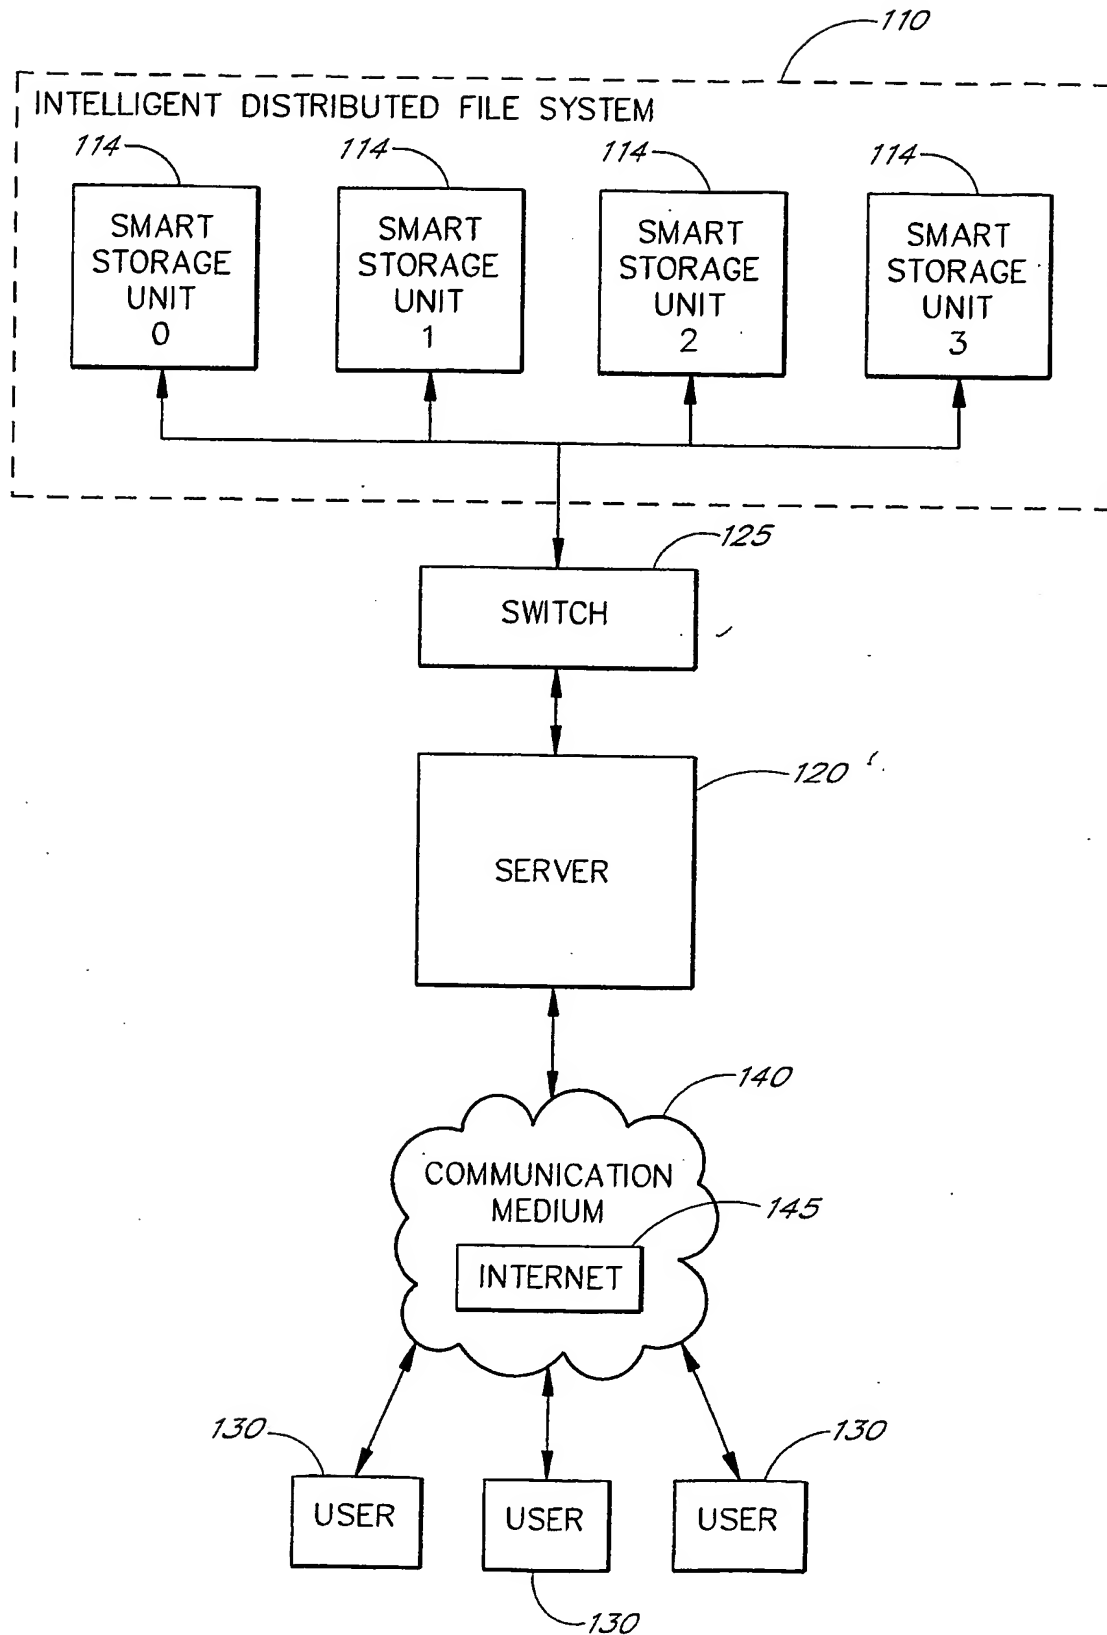 110
INTELLIGENT DISTRIBUTED FILE SYSTEM
114
114
114
114
SMART
STORAGE
UNIT
0
SMART
STORAGE
UNIT
1
SMART
STORAGE
UNIT
2
SMART
STORAGE
UNIT
3
125
SWITCH
120
SERVER
140
COMMUNICATION
MEDIUM
145
INTERNET
130
130
USER
USER
USER
130